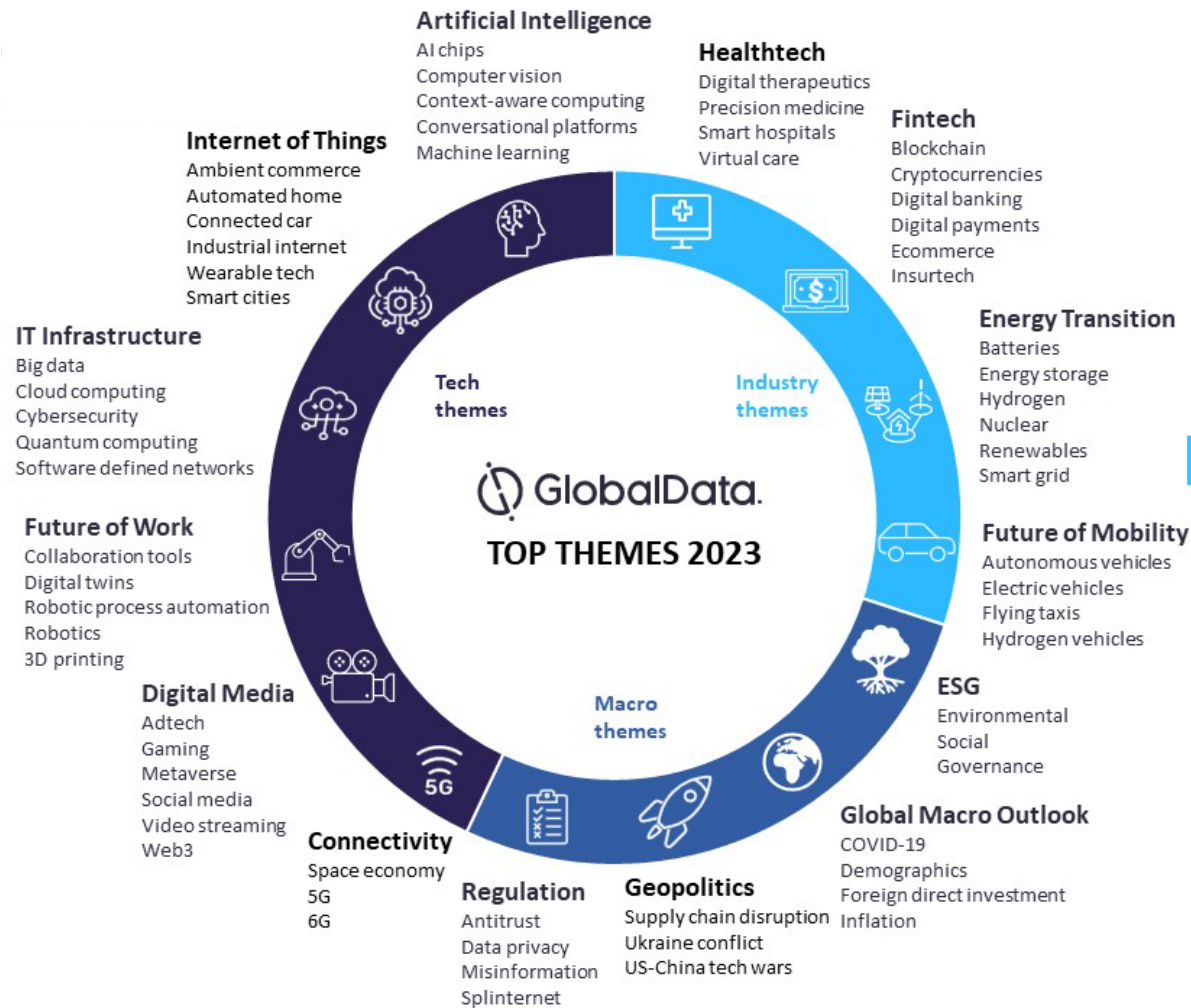 Artificial Intelligence
AI chips
Computer vision
Context-aware computing
Conversational platforms
Machine learning
Healthtech
Digital therapeutics
Precision medicine
Smart hospitals
Virtual care
Fintech
Blockchain
Cryptocurrencies
Digital banking
Digital payments
Ecommerce
Insurtech
Energy Transition
Batteries
Energy storage
Hydrogen
Nuclear
Renewables
Smart grid
Future of Mobility
Autonomous vehicles
Electric vehicles
Flying taxis
Hydrogen vehicles
ESG
Environmental
Social
Governance
Global Macro Outlook
COVID-19
Demographics
Foreign direct investment
Inflation
Geopolitics
Supply chain disruption
Ukraine conflict
US-China tech wars
Regulation
Antitrust
Data privacy
Misinformation
Splinternet
Connectivity
Space economy
5G
6G
Digital Media
Adtech
Gaming
Metaverse
Social media
Video streaming
Web3
Future of Work
Collaboration tools
Digital twins
Robotic process automation
Robotics
3D printing
IT Infrastructure
Big data
Cloud computing
Cybersecurity
Quantum computing
Software defined networks
Internet of Things
Ambient commerce
Automated home
Connected car
Industrial internet
Wearable tech
Smart cities
Tech
themes
Industry
themes
GlobalData.
TOP THEMES 2023
Macro
themes
$
5G